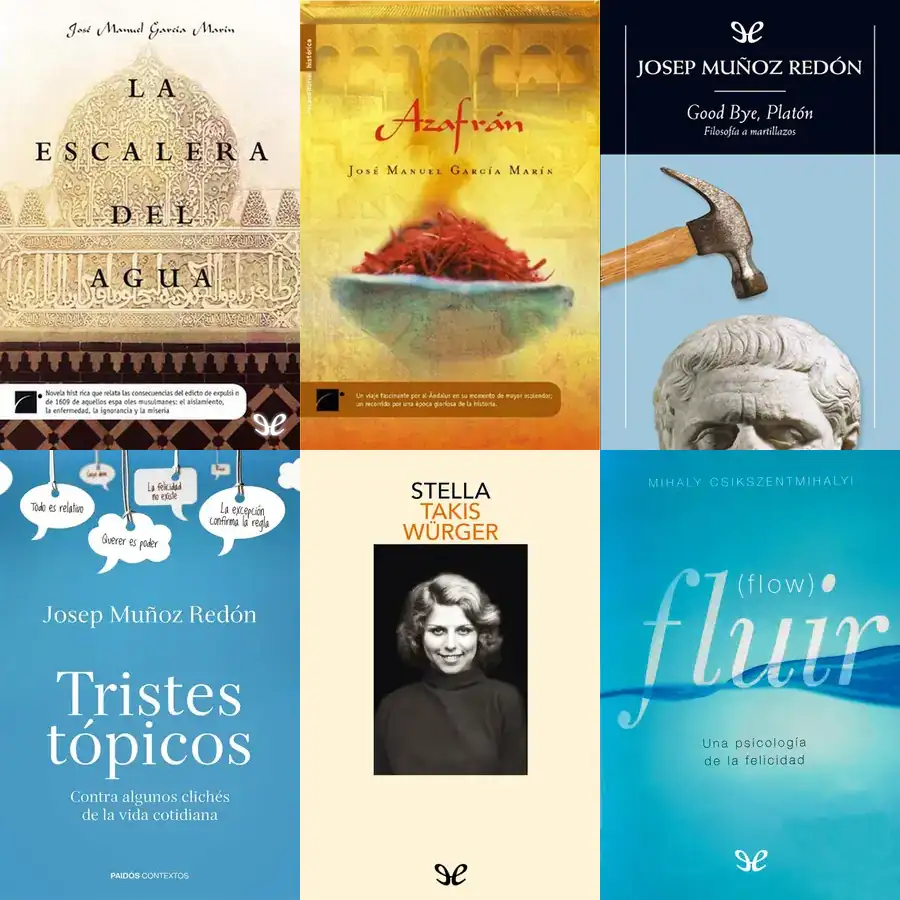 José Manuel García Marín
LA
ESCALERA
DEL
AGUA
Novela hist rica que relata las consecuencias del edicto de expulsi n
de 1609 de aquellos espa oles musulmanes: el aislamiento,
la enfermedad, la ignorancia y la miseria
histórica
Azafrán
JOSÉ MANUEL GARCÍA MARÍN
Un viaje fascinante por al-Ándalus en su momento de mayor esplendor;
un recorrido por una época gloriosa de la historia.
JOSEP MUÑOZ REDÓN
Good Bye, Platón
Filosofía a martillazos
Todo es relativo
La felicidad
no existe
Querer es poder
La excepción
confirma la regla
Josep Muñoz Redón
Tristes
tópicos
Contra algunos clichés
de la vida cotidiana
PAIDÓS CONTEXTOS
STELLA
TAKIS
WÜRGER
MIHALY CSIKSZENTMIHALYI
(flow)
fluir
Una psicología
de la felicidad